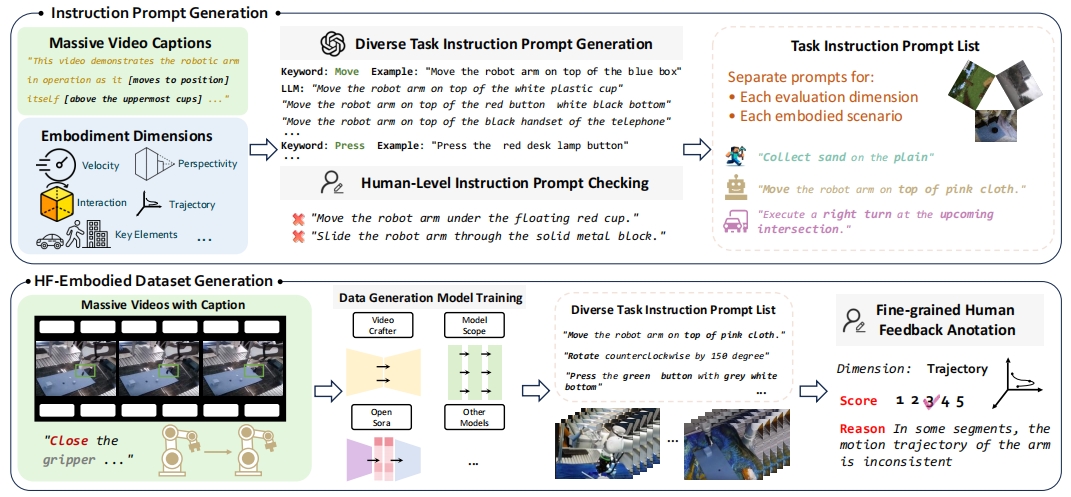 Instruction Prompt Generation
Massive Video Captions
"This video demonstrates the robotic arm
in operation as it [moves to position]
itself [above the uppermost cups] ..."
Embodiment Dimensions
Velocity
Perspectivity
Interaction
Trajectory
Key Elements
...
Diverse Task Instruction Prompt Generation
Keyword: Move Example: "Move the robot arm on top of the blue box"
LLM: "Move the robot arm on top of the white plastic cup"
"Move the robot arm on top of the red button white black bottom"
"Move the robot arm on top of the black handset of the telephone"
...
Keyword: Press Example: "Press the red desk lamp button"
...
Human-Level Instruction Prompt Checking
"Move the robot arm under the floating red cup."
"Slide the robot arm through the solid metal block."
Task Instruction Prompt List
Separate prompts for:
• Each evaluation dimension
• Each embodied scenario
"Collect sand on the plain"
"Move the robot arm on top of pink cloth."
"Execute a right turn at the upcoming
intersection."
HF-Embodied Dataset Generation
Massive Videos with Caption
"Close the
gripper ..."
Data Generation Model Training
Video
Crafter
Model
Scope
Open
Sora
Other
Models
...
Diverse Task Instruction Prompt List
"Move the robot arm on top of pink cloth."
"Rotate counterclockwise by 150 degree"
"Press the green button with grey white
bottom"
...
...
Fine-grained Human
Feedback Anotation
Dimension: Trajectory
Score 1 2 3 4 5
Reason In some segments, the
motion trajectory of the arm
is inconsistent